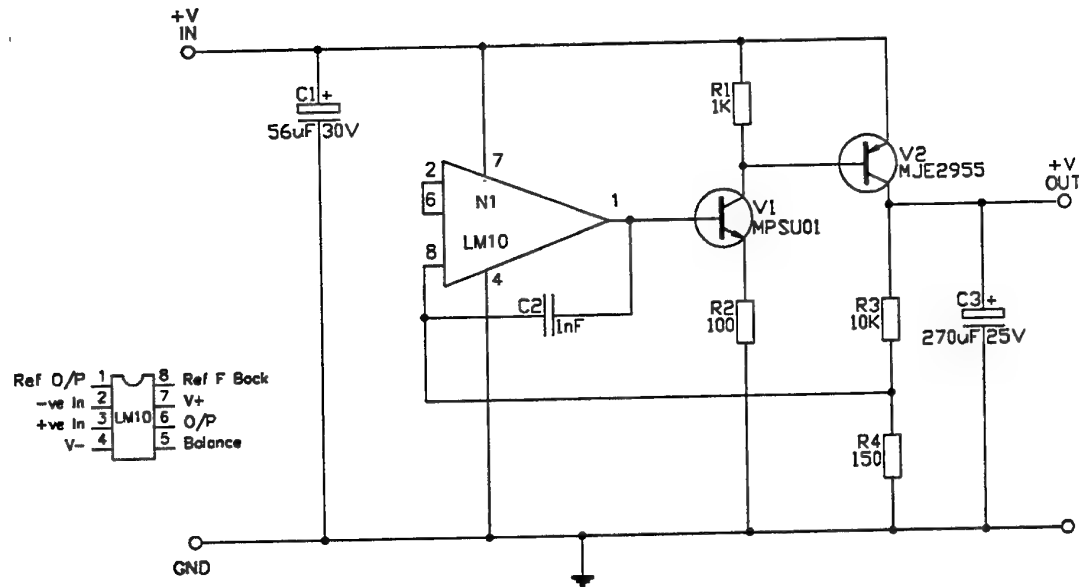 +V
IN
C1 +
56uF 30V
2
6
8
7
N1
LM10
4
1
C2
1nF
R1
1K
V1
MPSU01
R2
100
V2
MJE2955
+V
OUT
R3
10K
C3 +
270uF 25V
R4
150
Ref O/P 1
-ve In 2
+ve In 3
V- 4
LM10
8 Ref F Back
7 V+
6 O/P
5 Balance
GND